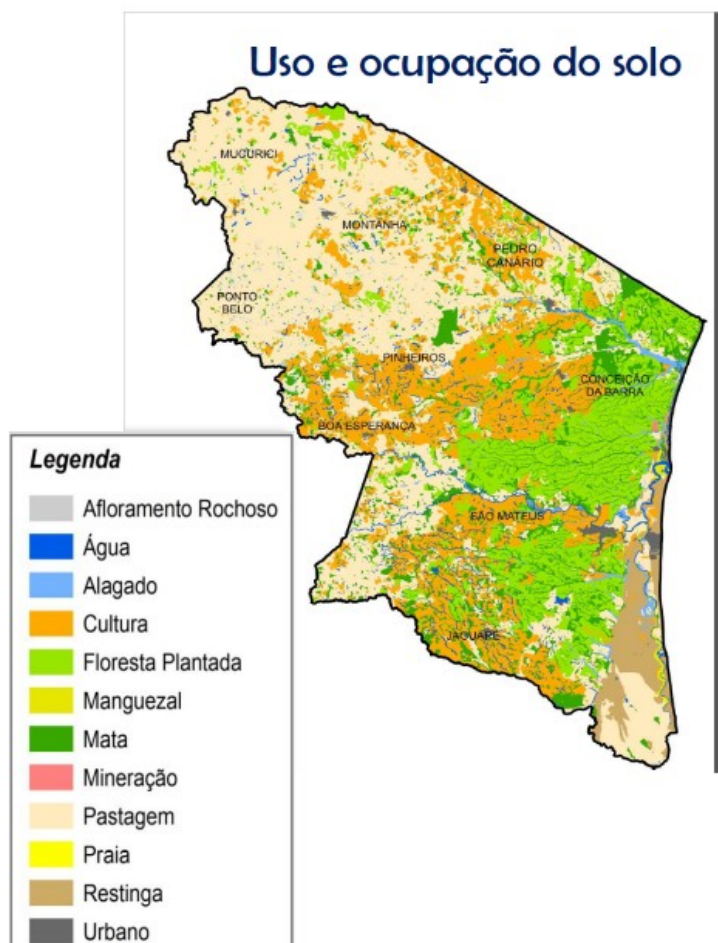 Uso e ocupação do solo
MUCURICI
MONTANHA
PEDRO
CANÁRIO
PONTO
BELO
PINHEIROS
CONCEIÇÃO
DA BARRA
BOA ESPERANÇA
SÃO MATEUS
JAGUARÉ
Legenda
Afloramento Rochoso
Água
Alagado
Cultura
Floresta Plantada
Manguezal
Mata
Mineração
Pastagem
Praia
Restinga
Urbano